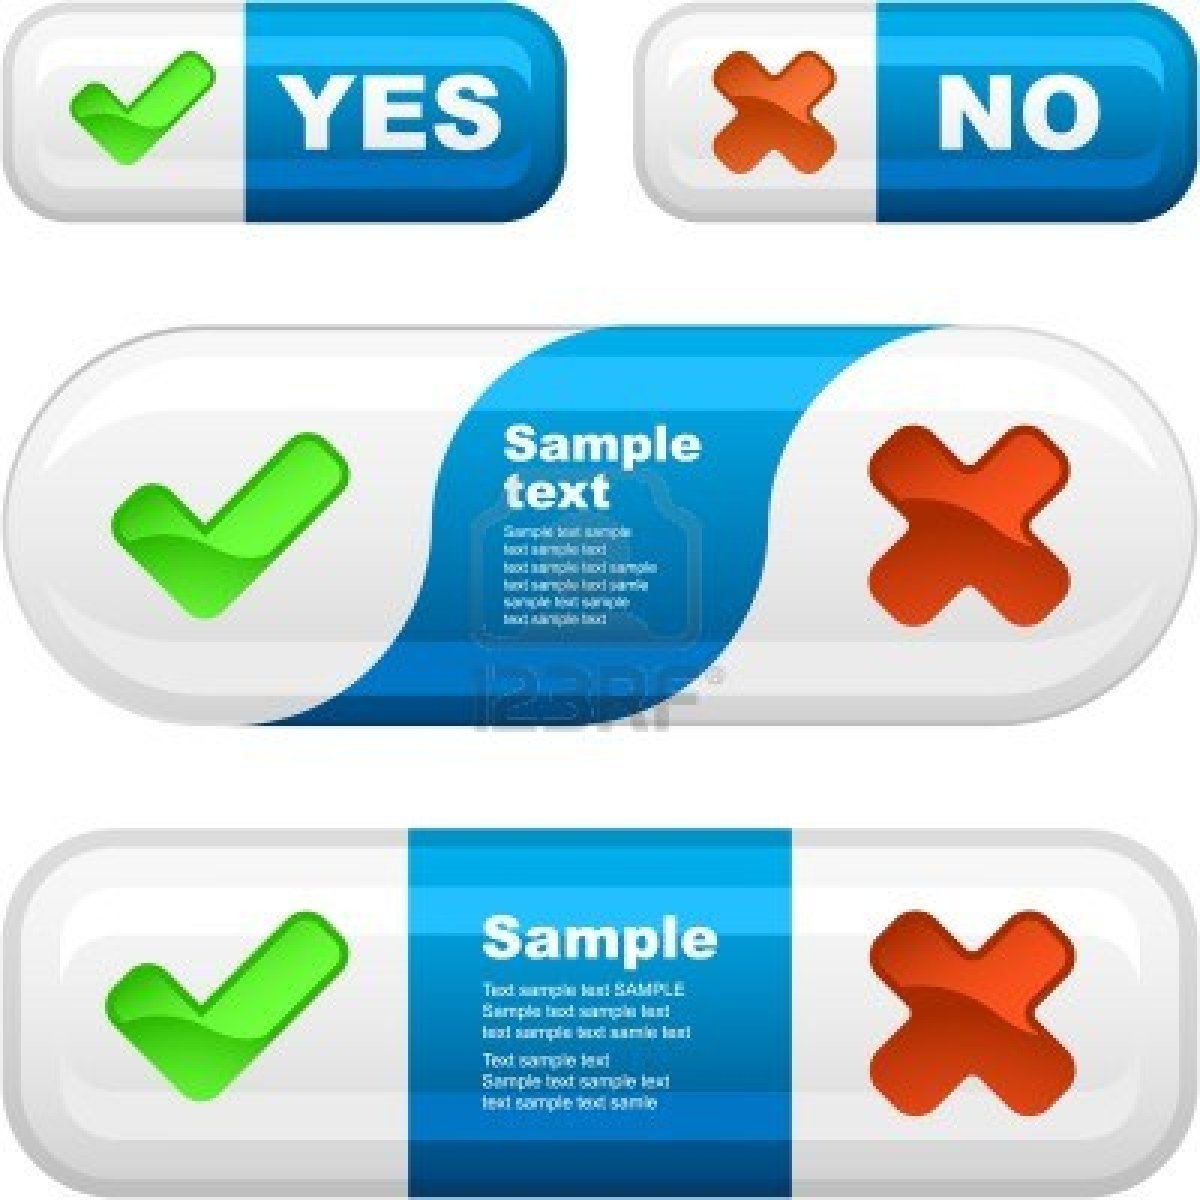 YES
NO
Sample
text
Sample text sample
text sample text
text sample text sample
text sample text samle
sample text sample
text sample text
123RF®
Sample
Text sample text SAMPLE
Sample text sample text
text sample text samle text
Text sample text
Sample text sample text
text sample text samle